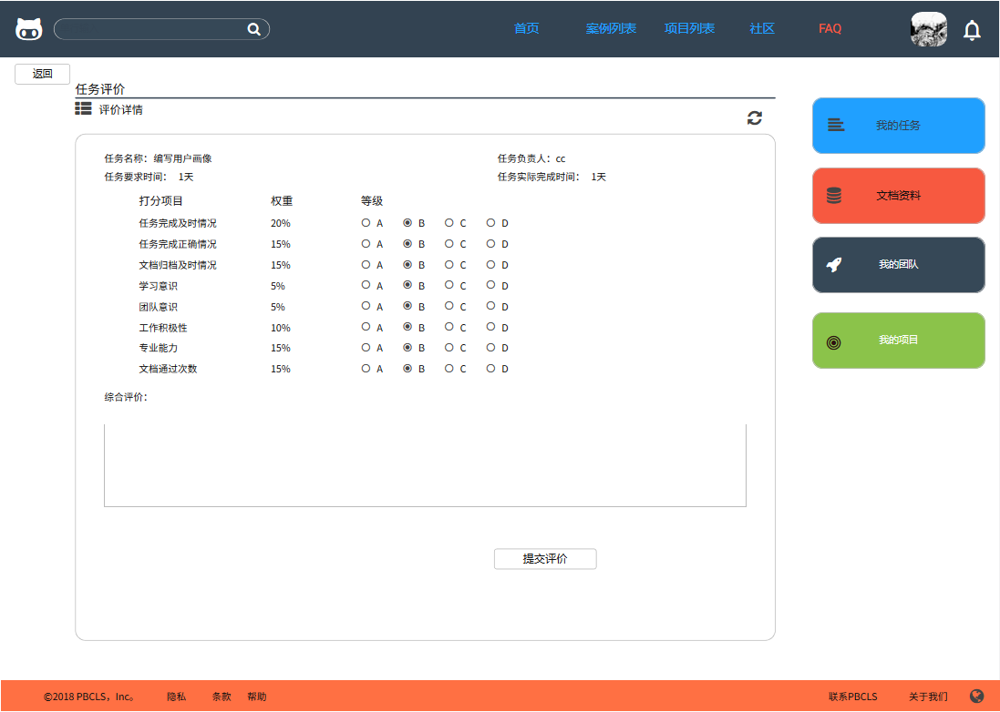 首页 案例列表 项目列表 社区 FAQ
返回
任务评价
评价详情
我的任务
文档资料
我的团队
我的项目
任务名称：编写用户画像 任务负责人：cc
任务要求时间： 1天 任务实际完成时间： 1天
打分项目 权重 等级
任务完成及时情况 20% A B C D
任务完成正确情况 15% A B C D
文档归档及时情况 15% A B C D
学习意识 5% A B C D
团队意识 5% A B C D
工作积极性 10% A B C D
专业能力 15% A B C D
文档通过次数 15% A B C D
综合评价：
提交评价
©2018 PBCLS，Inc。 隐私 条款 帮助 联系PBCLS 关于我们